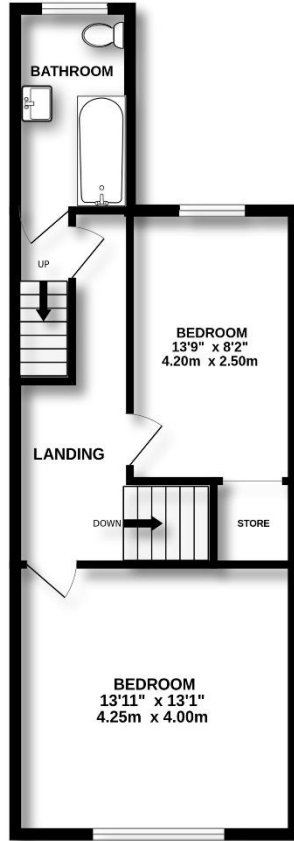 BATHROOM
UP
BEDROOM
13'9" x 8'2"
4.20m x 2.50m
LANDING
DOWN
STORE
BEDROOM
13'11" x 13'1"
4.25m x 4.00m